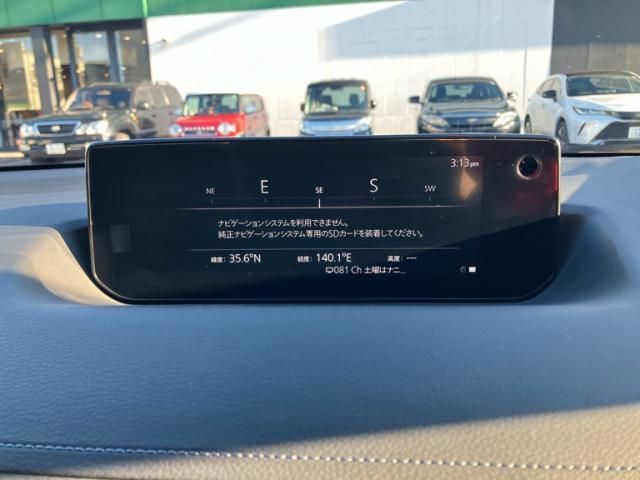 3:13 pm
NE E SE S SW
ナビゲーションシステムを利用できません。
純正ナビゲーションシステム専用のSDカードを装着してください。
緯度: 35.6°N 経度: 140.1°E 高度: ---
081 Ch 土曜はナニ...